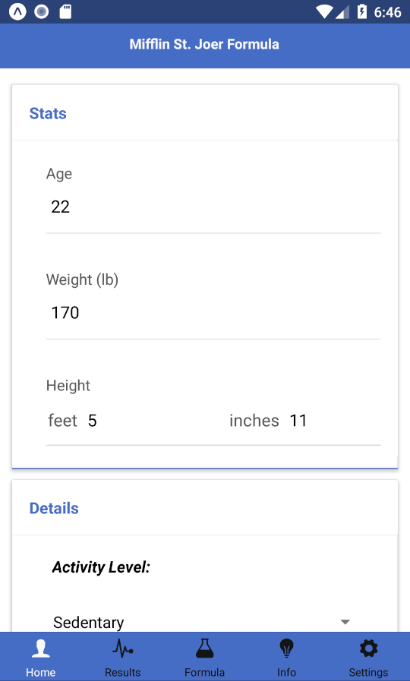 6:46
Mifflin St. Joer Formula
Stats
Age
22
Weight (lb)
170
Height
feet 5 inches 11
Details
Activity Level:
Sedentary
Home Results Formula Info Settings